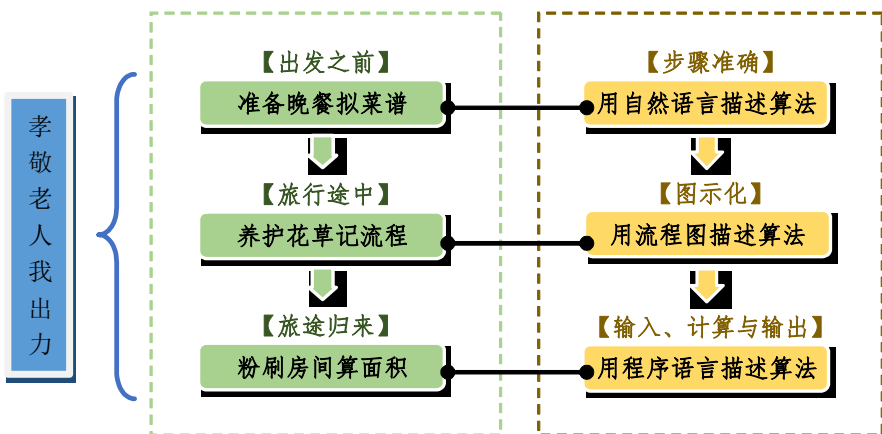 孝敬老人我出力
【出发之前】
准备晚餐拟菜谱
【旅行途中】
养护花草记流程
【旅途归来】
粉刷房间算面积
【步骤准确】
用自然语言描述算法
【图示化】
用流程图描述算法
【输入、计算与输出】
用程序语言描述算法